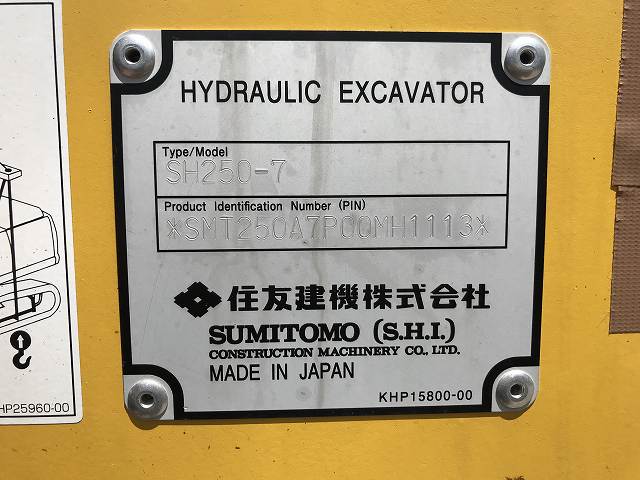 HYDRAULIC EXCAVATOR
Type/Model
SH250-7
Product Identification Number (PIN)
*SMT250A7P00MH1113*
住友建機株式会社
SUMITOMO (S.H.I.)
CONSTRUCTION MACHINERY CO., LTD.
MADE IN JAPAN
KHP15800-00
HP25960-00